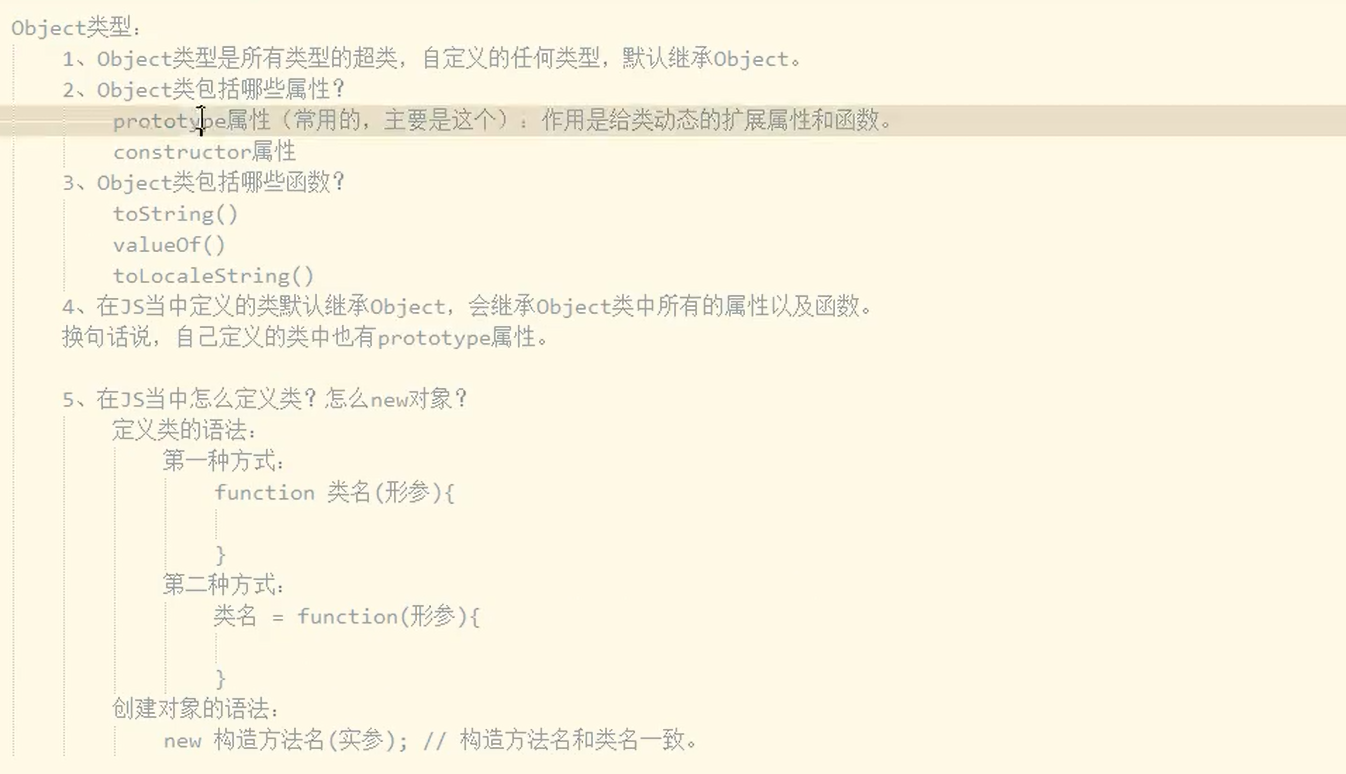 Object类型：
1、Object类型是所有类型的超类，自定义的任何类型，默认继承Object。
2、Object类包括哪些属性？
prototype属性（常用的，主要是这个）：作用是给类动态的扩展属性和函数。
constructor属性
3、Object类包括哪些函数？
toString()
valueOf()
toLocaleString()
4、在JS当中定义的类默认继承Object，会继承Object类中所有的属性以及函数。
换句话说，自己定义的类中也有prototype属性。
5、在JS当中怎么定义类？怎么new对象？
定义类的语法：
第一种方式：
function 类名(形参){
}
第二种方式：
类名 = function(形参){
}
创建对象的语法：
new 构造方法名(实参); // 构造方法名和类名一致。